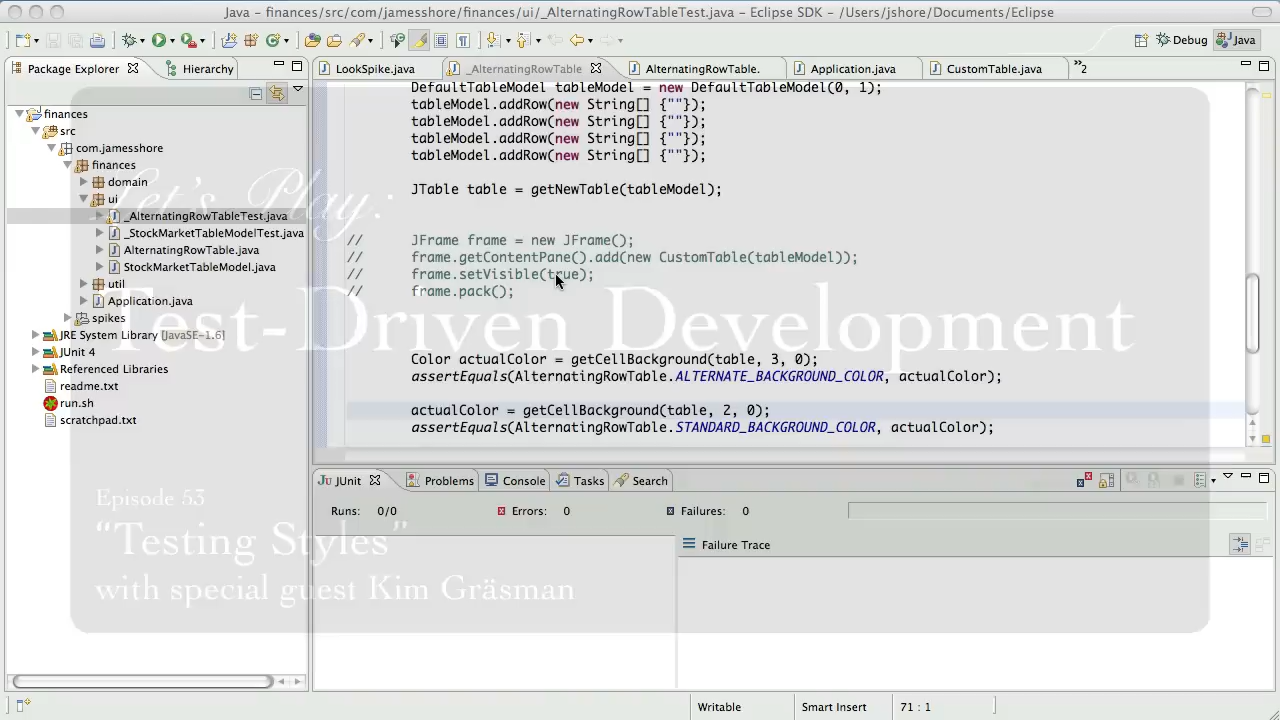 Java – finances/src/com/jamesshore/finances/ui/_AlternatingRowTableTest.java – Eclipse SDK – /Users/jshore/Documents/Eclipse
Debug
Java
Package Explorer
Hierarchy
LookSpike.java
_AlternatingRowTable
AlternatingRowTable.
Application.java
CustomTable.java
»2
finances
src
com.jamesshore
finances
domain
ui
_AlternatingRowTableTest.java
_StockMarketTableModelTest.java
AlternatingRowTable.java
StockMarketTableModel.java
util
Application.java
spikes
JRE System Library [JavaSE-1.6]
JUnit 4
Referenced Libraries
readme.txt
run.sh
scratchpad.txt
DefaultTableModel tableModel = new DefaultTableModel(0, 1);
tableModel.addRow(new String[] {""});
tableModel.addRow(new String[] {""});
tableModel.addRow(new String[] {""});
tableModel.addRow(new String[] {""});
JTable table = getNewTable(tableModel);
// JFrame frame = new JFrame();
// frame.getContentPane().add(new CustomTable(tableModel));
// frame.setVisible(true);
// frame.pack();
Color actualColor = getCellBackground(table, 3, 0);
assertEquals(AlternatingRowTable.ALTERNATE_BACKGROUND_COLOR, actualColor);
actualColor = getCellBackground(table, 2, 0);
assertEquals(AlternatingRowTable.STANDARD_BACKGROUND_COLOR, actualColor);
Let's Play:
Test-Driven Development
Episode 53
“Testing Styles”
with special guest Kim Gräsman
JUnit
Problems
Console
Tasks
Search
Runs: 0/0
Errors: 0
Failures: 0
Failure Trace
Writable
Smart Insert
71 : 1